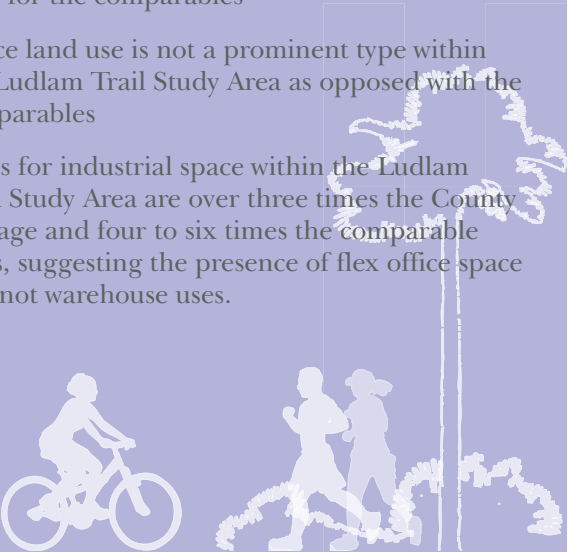 for the comparables
ce land use is not a prominent type within
Ludlam Trail Study Area as opposed with the
parables
s for industrial space within the Ludlam
Study Area are over three times the County
age and four to six times the comparable
s, suggesting the presence of flex office space
not warehouse uses.